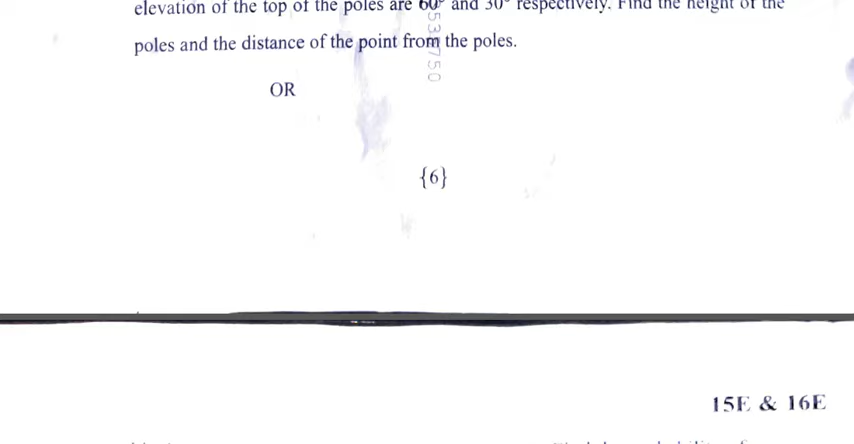 elevation of the top of the poles are 60° and 30° respectively. Find the height of the
poles and the distance of the point from the poles.
OR
{6}
15E & 16E